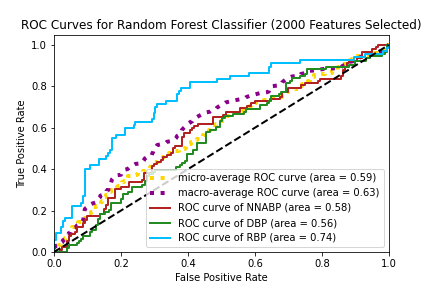 ROC Curves for Random Forest Classifier (2000 Features Selected)
1.0
0.8
0.6
0.4
0.2
0.0
True Positive Rate
micro-average ROC curve (area = 0.59)
macro-average ROC curve (area = 0.63)
ROC curve of NNABP (area = 0.58)
ROC curve of DBP (area = 0.56)
ROC curve of RBP (area = 0.74)
0.0 0.2 0.4 0.6 0.8 1.0
False Positive Rate